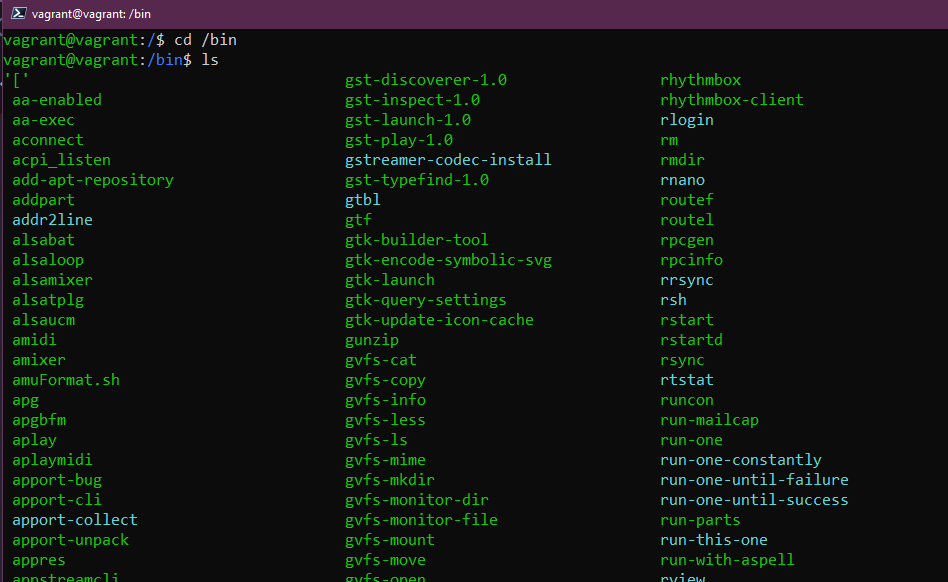 vagrant@vagrant: /bin
vagrant@vagrant:/$ cd /bin
vagrant@vagrant:/bin$ ls
'[' gst-discoverer-1.0 rhythmbox
aa-enabled gst-inspect-1.0 rhythmbox-client
aa-exec gst-launch-1.0 rlogin
aconnect gst-play-1.0 rm
acpi_listen gstreamer-codec-install rmdir
add-apt-repository gst-typefind-1.0 rnano
addpart gtbl routef
addr2line gtf routel
alsabat gtk-builder-tool rpcgen
alsaloop gtk-encode-symbolic-svg rpcinfo
alsamixer gtk-launch rrsync
alsatplg gtk-query-settings rsh
alsaucm gtk-update-icon-cache rstart
amidi gunzip rstartd
amixer gvfs-cat rsync
amuFormat.sh gvfs-copy rtstat
apg gvfs-info runcon
apgbfm gvfs-less run-mailcap
aplay gvfs-ls run-one
aplaymidi gvfs-mime run-one-constantly
apport-bug gvfs-mkdir run-one-until-failure
apport-cli gvfs-monitor-dir run-one-until-success
apport-collect gvfs-monitor-file run-parts
apport-unpack gvfs-mount run-this-one
appres gvfs-move run-with-aspell
appstreamcli gvfs-open rview